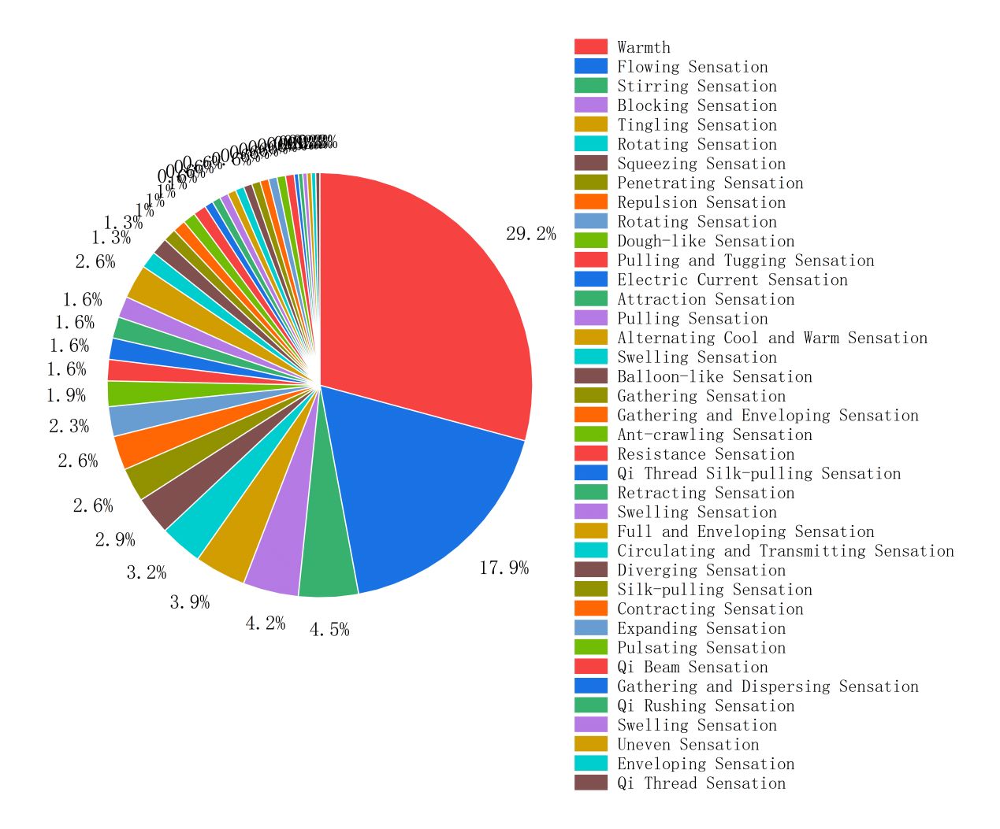 29.2%
17.9%
4.5%
4.2%
3.9%
3.2%
2.9%
2.6%
2.6%
2.3%
1.9%
1.6%
1.6%
1.6%
1.6%
2.6%
1.3%
1.3%
1%
1%
1%
1%
Warmth
Flowing Sensation
Stirring Sensation
Blocking Sensation
Tingling Sensation
Rotating Sensation
Squeezing Sensation
Penetrating Sensation
Repulsion Sensation
Rotating Sensation
Dough-like Sensation
Pulling and Tugging Sensation
Electric Current Sensation
Attraction Sensation
Pulling Sensation
Alternating Cool and Warm Sensation
Swelling Sensation
Balloon-like Sensation
Gathering Sensation
Gathering and Enveloping Sensation
Ant-crawling Sensation
Resistance Sensation
Qi Thread Silk-pulling Sensation
Retracting Sensation
Swelling Sensation
Full and Enveloping Sensation
Circulating and Transmitting Sensation
Diverging Sensation
Silk-pulling Sensation
Contracting Sensation
Expanding Sensation
Pulsating Sensation
Qi Beam Sensation
Gathering and Dispersing Sensation
Qi Rushing Sensation
Swelling Sensation
Uneven Sensation
Enveloping Sensation
Qi Thread Sensation